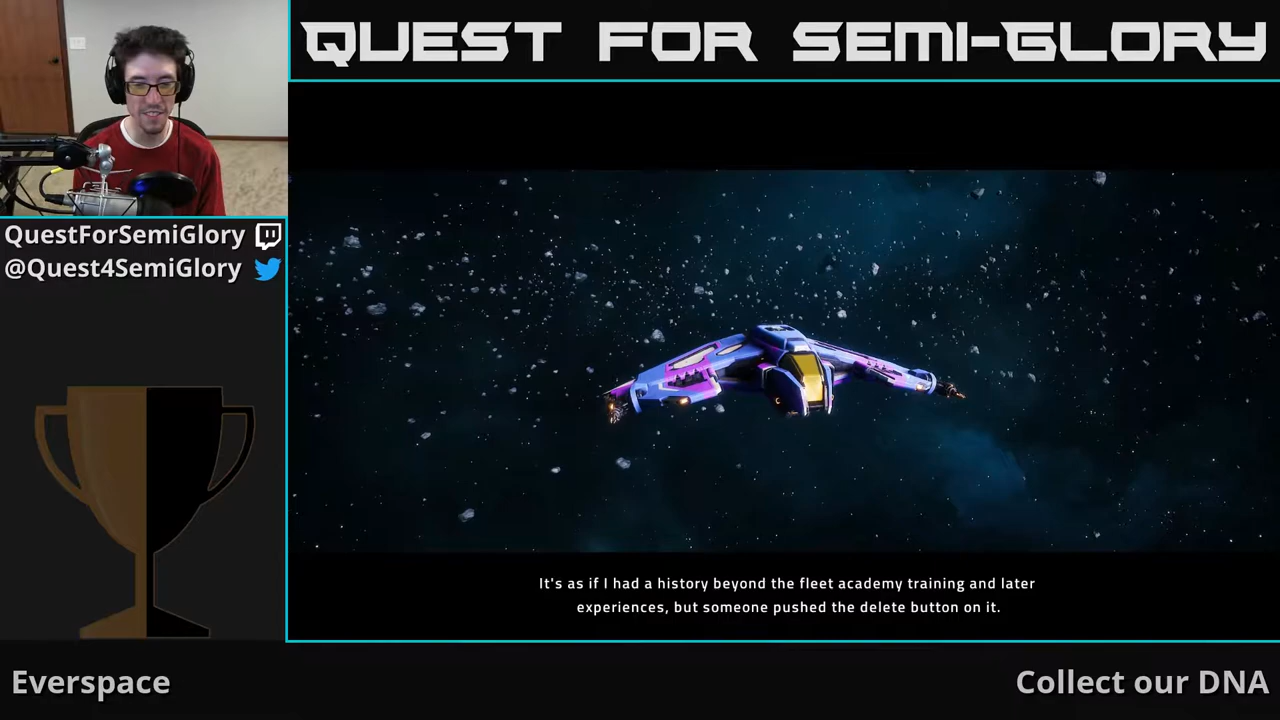 QUEST FOR SEMI-GLORY
QuestForSemiGlory
@Quest4SemiGlory
It's as if I had a history beyond the fleet academy training and later
experiences, but someone pushed the delete button on it.
Everspace
Collect our DNA